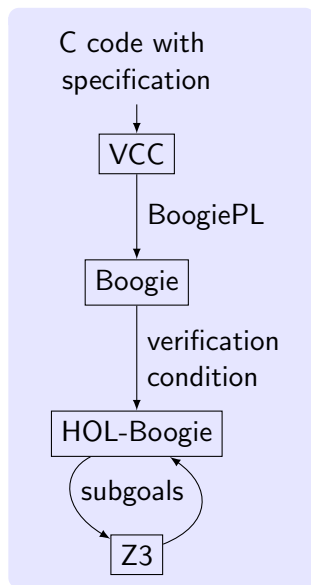 C code with
specification
VCC
BoogiePL
Boogie
verification
condition
HOL-Boogie
subgoals
Z3